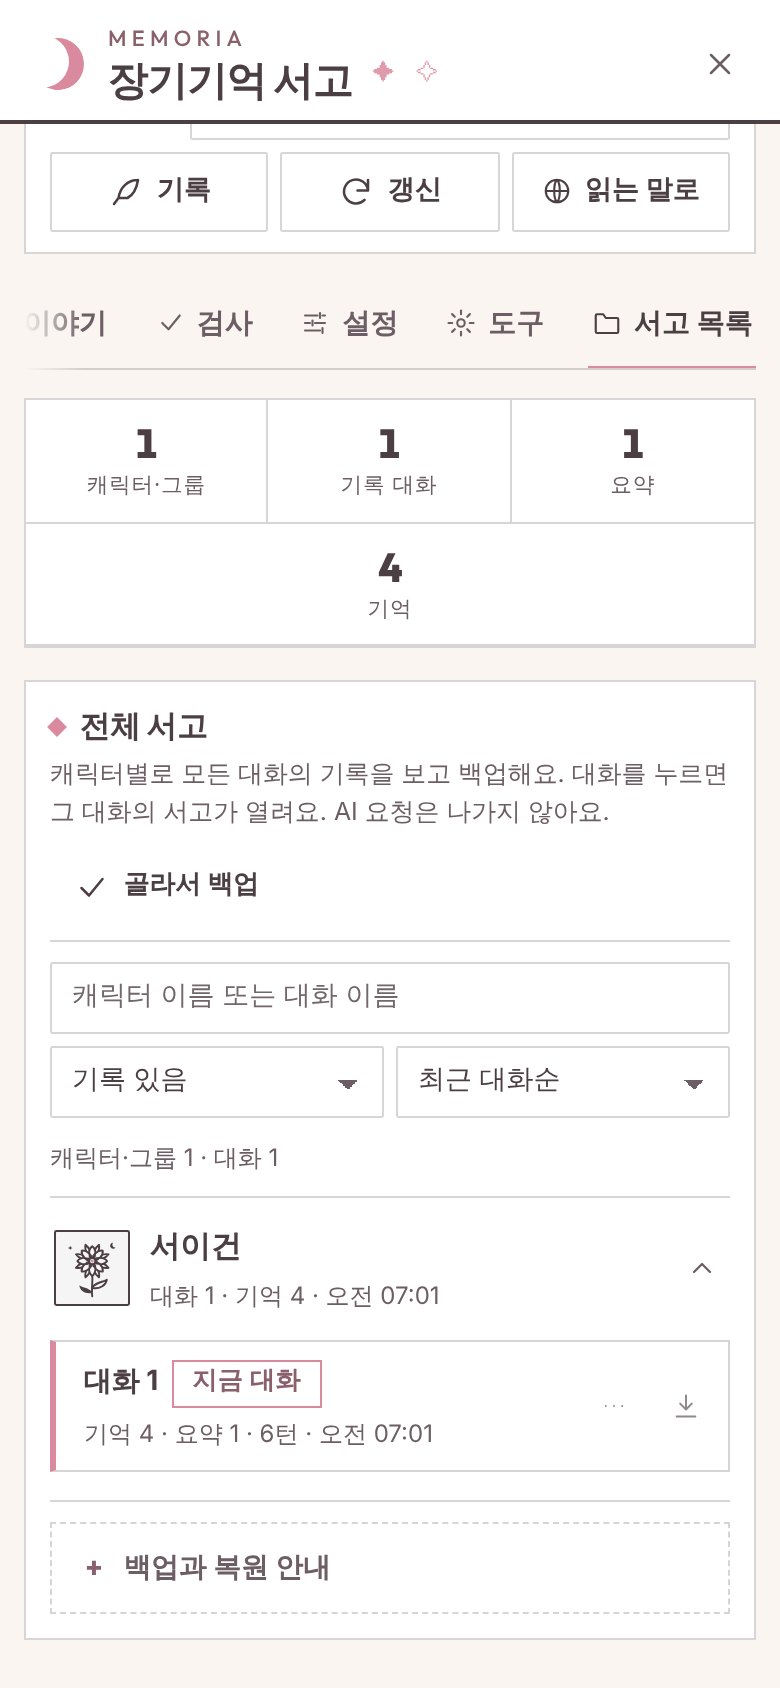 MEMORIA
장기기억 서고
기록
갱신
읽는 말로
이야기
검사
설정
도구
서고 목록
1
캐릭터·그룹
1
기록 대화
1
요약
4
기억
전체 서고
캐릭터별로 모든 대화의 기록을 보고 백업해요. 대화를 누르면
그 대화의 서고가 열려요. AI 요청은 나가지 않아요.
골라서 백업
캐릭터 이름 또는 대화 이름
기록 있음
최근 대화순
캐릭터·그룹 1 · 대화 1
서이건
대화 1 · 기억 4 · 오전 07:01
대화 1 지금 대화
기억 4 · 요약 1 · 6턴 · 오전 07:01
백업과 복원 안내